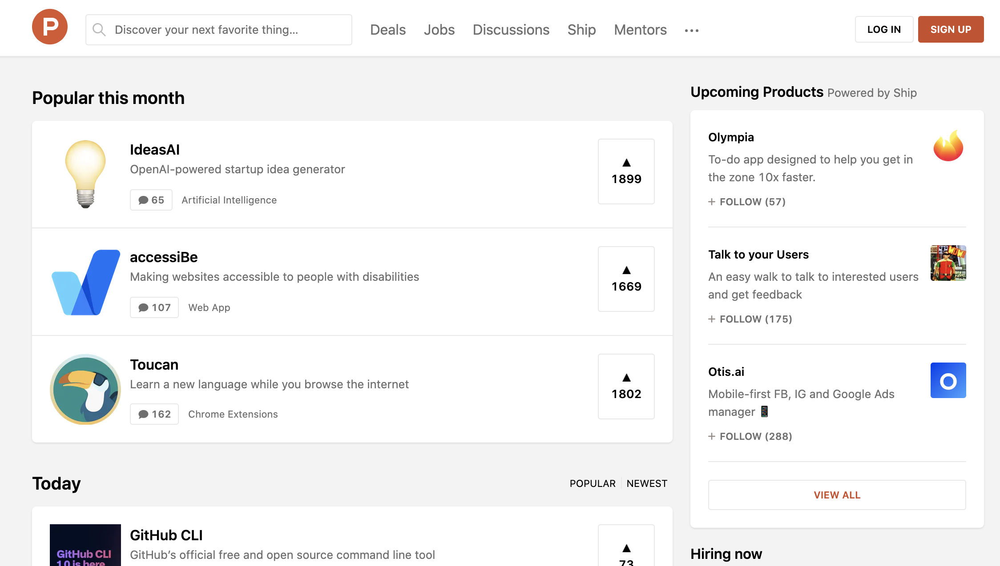 P
Discover your next favorite thing...
Deals
Jobs
Discussions
Ship
Mentors
LOG IN
SIGN UP
Popular this month
IdeasAI
OpenAI-powered startup idea generator
65
Artificial Intelligence
1899
accessiBe
Making websites accessible to people with disabilities
107
Web App
1669
Toucan
Learn a new language while you browse the internet
162
Chrome Extensions
1802
Today
POPULAR
NEWEST
GitHub CLI
1.0 is here
GitHub CLI
GitHub’s official free and open source command line tool
73
Upcoming Products Powered by Ship
Olympia
To-do app designed to help you get in
the zone 10x faster.
+ FOLLOW (57)
Talk to your Users
WOW!
An easy walk to talk to interested users
and get feedback
+ FOLLOW (175)
Otis.ai
Mobile-first FB, IG and Google Ads
manager 📱
+ FOLLOW (288)
VIEW ALL
Hiring now